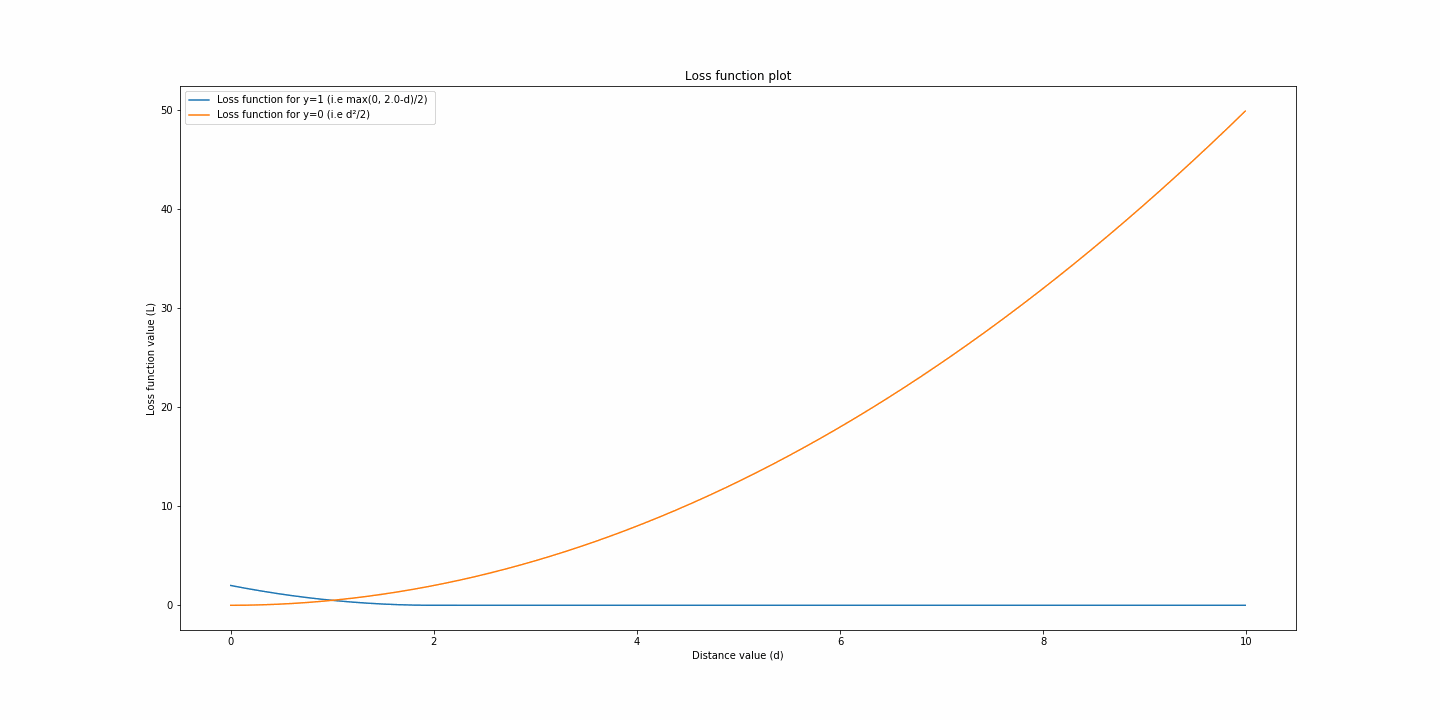 Loss function plot
Loss function for y=1 (i.e max(0, 2.0-d)/2)
Loss function for y=0 (i.e d²/2)
50
40
30
20
10
0
Loss function value (L)
0 2 4 6 8 10
Distance value (d)